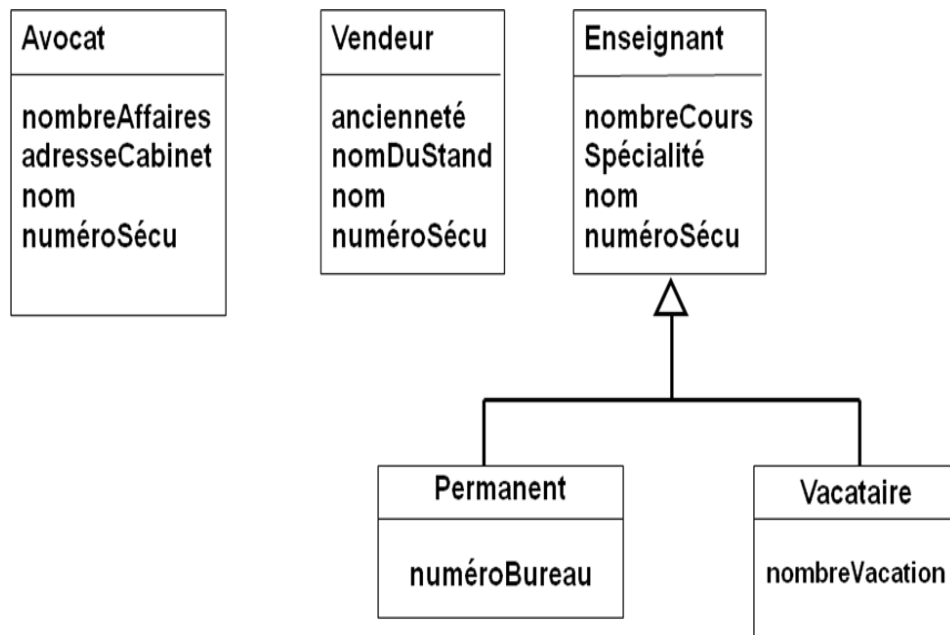 Avocat
nombreAffaires
adresseCabinet
nom
numéroSécu
Vendeur
ancienneté
nomDuStand
nom
numéroSécu
Enseignant
nombreCours
Spécialité
nom
numéroSécu
Permanent
numéroBureau
Vacataire
nombreVacation